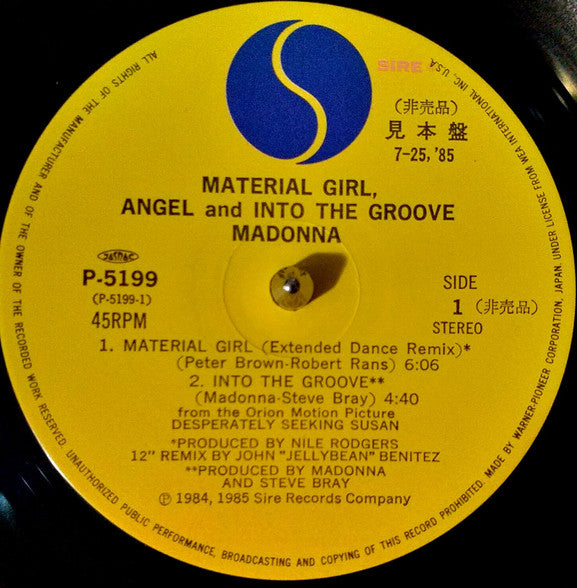 SIRE
(非売品)
見本盤
7-25,'85
MATERIAL GIRL,
ANGEL and INTO THE GROOVE
MADONNA
JASRAC
P-5199
(P-5199-1)
45RPM
SIDE
1 (非売品)
STEREO
1. MATERIAL GIRL (Extended Dance Remix)*
(Peter Brown-Robert Rans) 6:06
2. INTO THE GROOVE**
(Madonna-Steve Bray) 4:40
from the Orion Motion Picture
DESPERATELY SEEKING SUSAN
*PRODUCED BY NILE RODGERS
12" REMIX BY JOHN "JELLYBEAN" BENITEZ
**PRODUCED BY MADONNA
AND STEVE BRAY
Ⓟ 1984, 1985 Sire Records Company
ALL RIGHTS OF THE MANUFACTURER AND OF THE OWNER OF THE RECORDED WORK RESERVED. UNAUTHORIZED PUBLIC PERFORMANCE, BROADCASTING AND COPYING OF THIS RECORD PROHIBITED. MADE BY WARNER-PIONEER CORPORATION, JAPAN. UNDER LICENSE FROM WEA INTERNATIONAL INC, USA